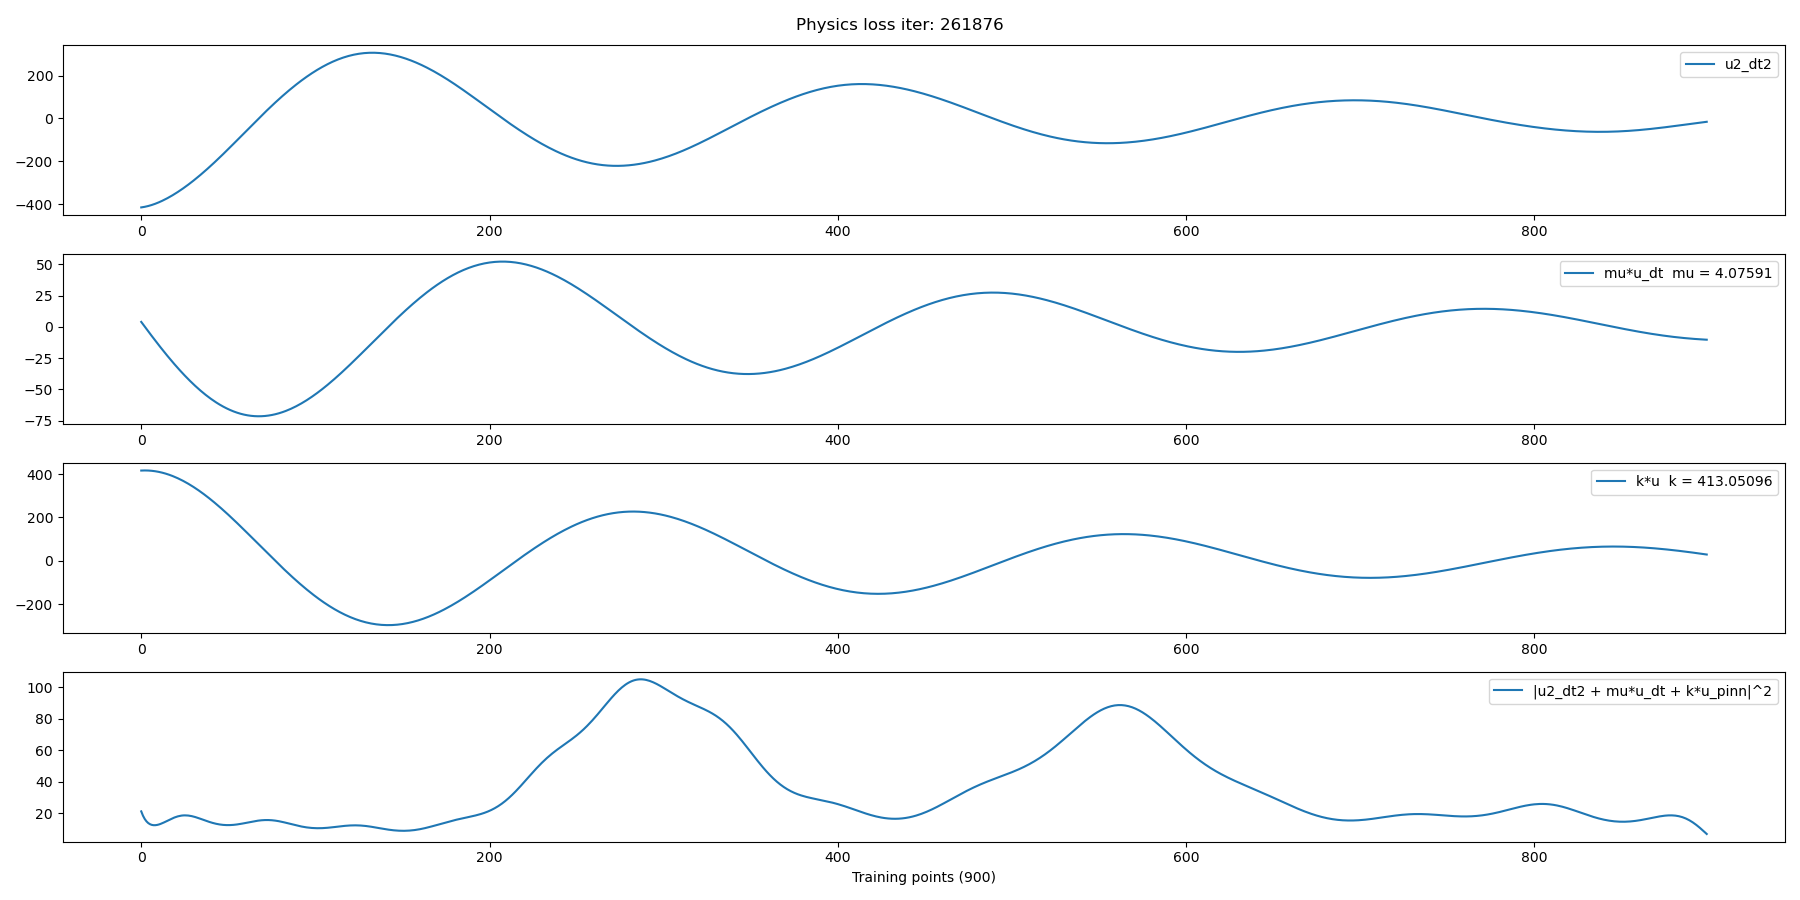 Physics loss iter: 261876
u2_dt2
200
0
−200
−400
0 200 400 600 800
mu*u_dt mu = 4.07591
50
25
0
−25
−50
−75
0 200 400 600 800
k*u k = 413.05096
400
200
0
−200
0 200 400 600 800
|u2_dt2 + mu*u_dt + k*u_pinn|^2
100
80
60
40
20
0 200 400 600 800
Training points (900)